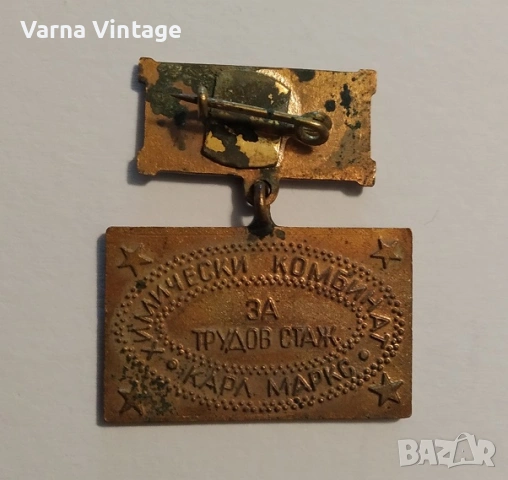 Varna Vintage
ХИМИЧЕСКИ КОМБИНАТ
ЗА
ТРУДОВ СТАЖ
• КАРЛ МАРКС •
BAZAR